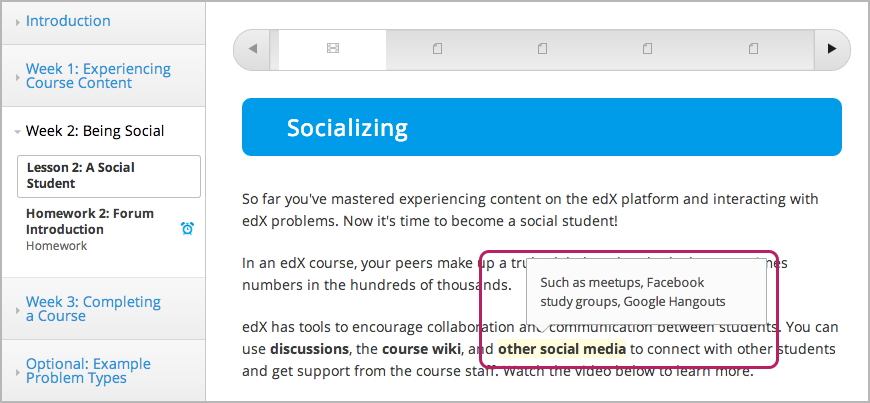 Introduction
Week 1: Experiencing
Course Content
Week 2: Being Social
Lesson 2: A Social
Student
Homework 2: Forum
Introduction
Homework
Week 3: Completing
a Course
Optional: Example
Problem Types
Socializing
So far you've mastered experiencing content on the edX platform and interacting with
edX problems. Now it's time to become a social student!
In an edX course, your peers make up a
numbers in the hundreds of thousands.
Such as meetups, Facebook
study groups, Google Hangouts
edX has tools to encourage collaboration and communication between students. You can
use discussions, the course wiki, and other social media to connect with other students
and get support from the course staff. Watch the video below to learn more.